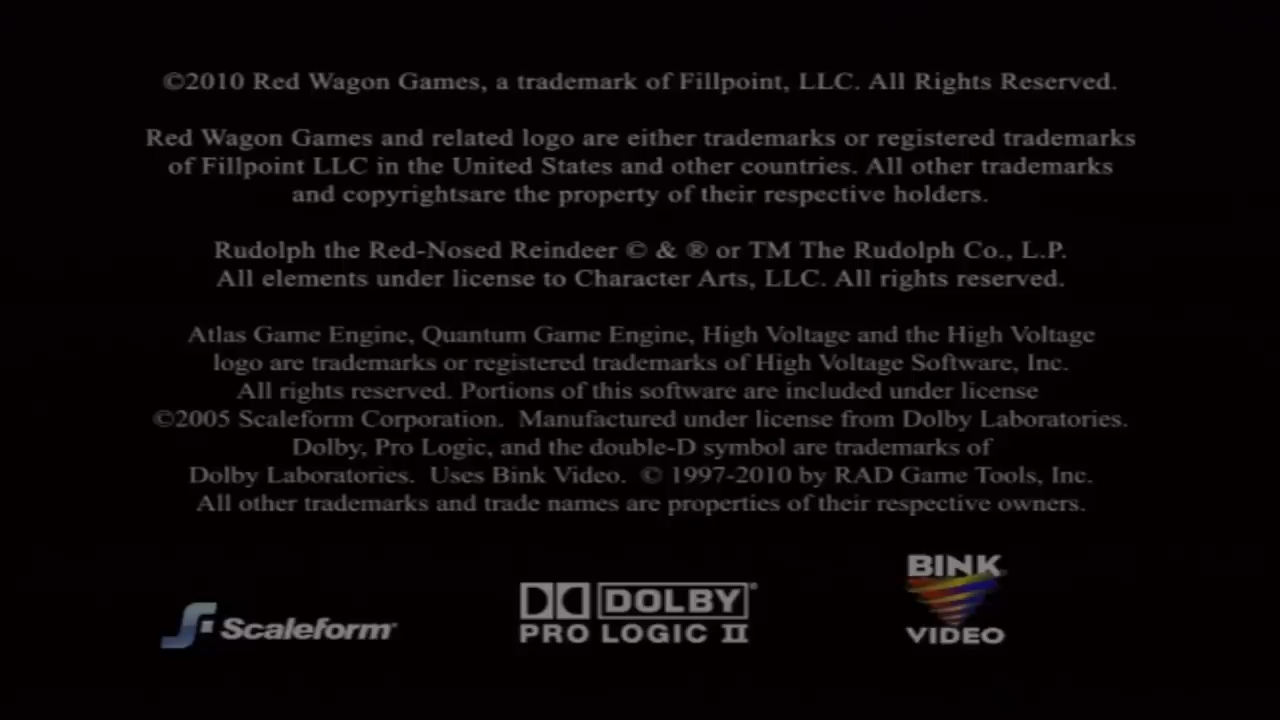 ©2010 Red Wagon Games, a trademark of Fillpoint, LLC. All Rights Reserved.
Red Wagon Games and related logo are either trademarks or registered trademarks
of Fillpoint LLC in the United States and other countries. All other trademarks
and copyrightsare the property of their respective holders.
Rudolph the Red-Nosed Reindeer © & ® or TM The Rudolph Co., L.P.
All elements under license to Character Arts, LLC. All rights reserved.
Atlas Game Engine, Quantum Game Engine, High Voltage and the High Voltage
logo are trademarks or registered trademarks of High Voltage Software, Inc.
All rights reserved. Portions of this software are included under license
©2005 Scaleform Corporation. Manufactured under license from Dolby Laboratories.
Dolby, Pro Logic, and the double-D symbol are trademarks of
Dolby Laboratories. Uses Bink Video. © 1997-2010 by RAD Game Tools, Inc.
All other trademarks and trade names are properties of their respective owners.
Scaleform
DOLBY
PRO LOGIC II
BINK
VIDEO